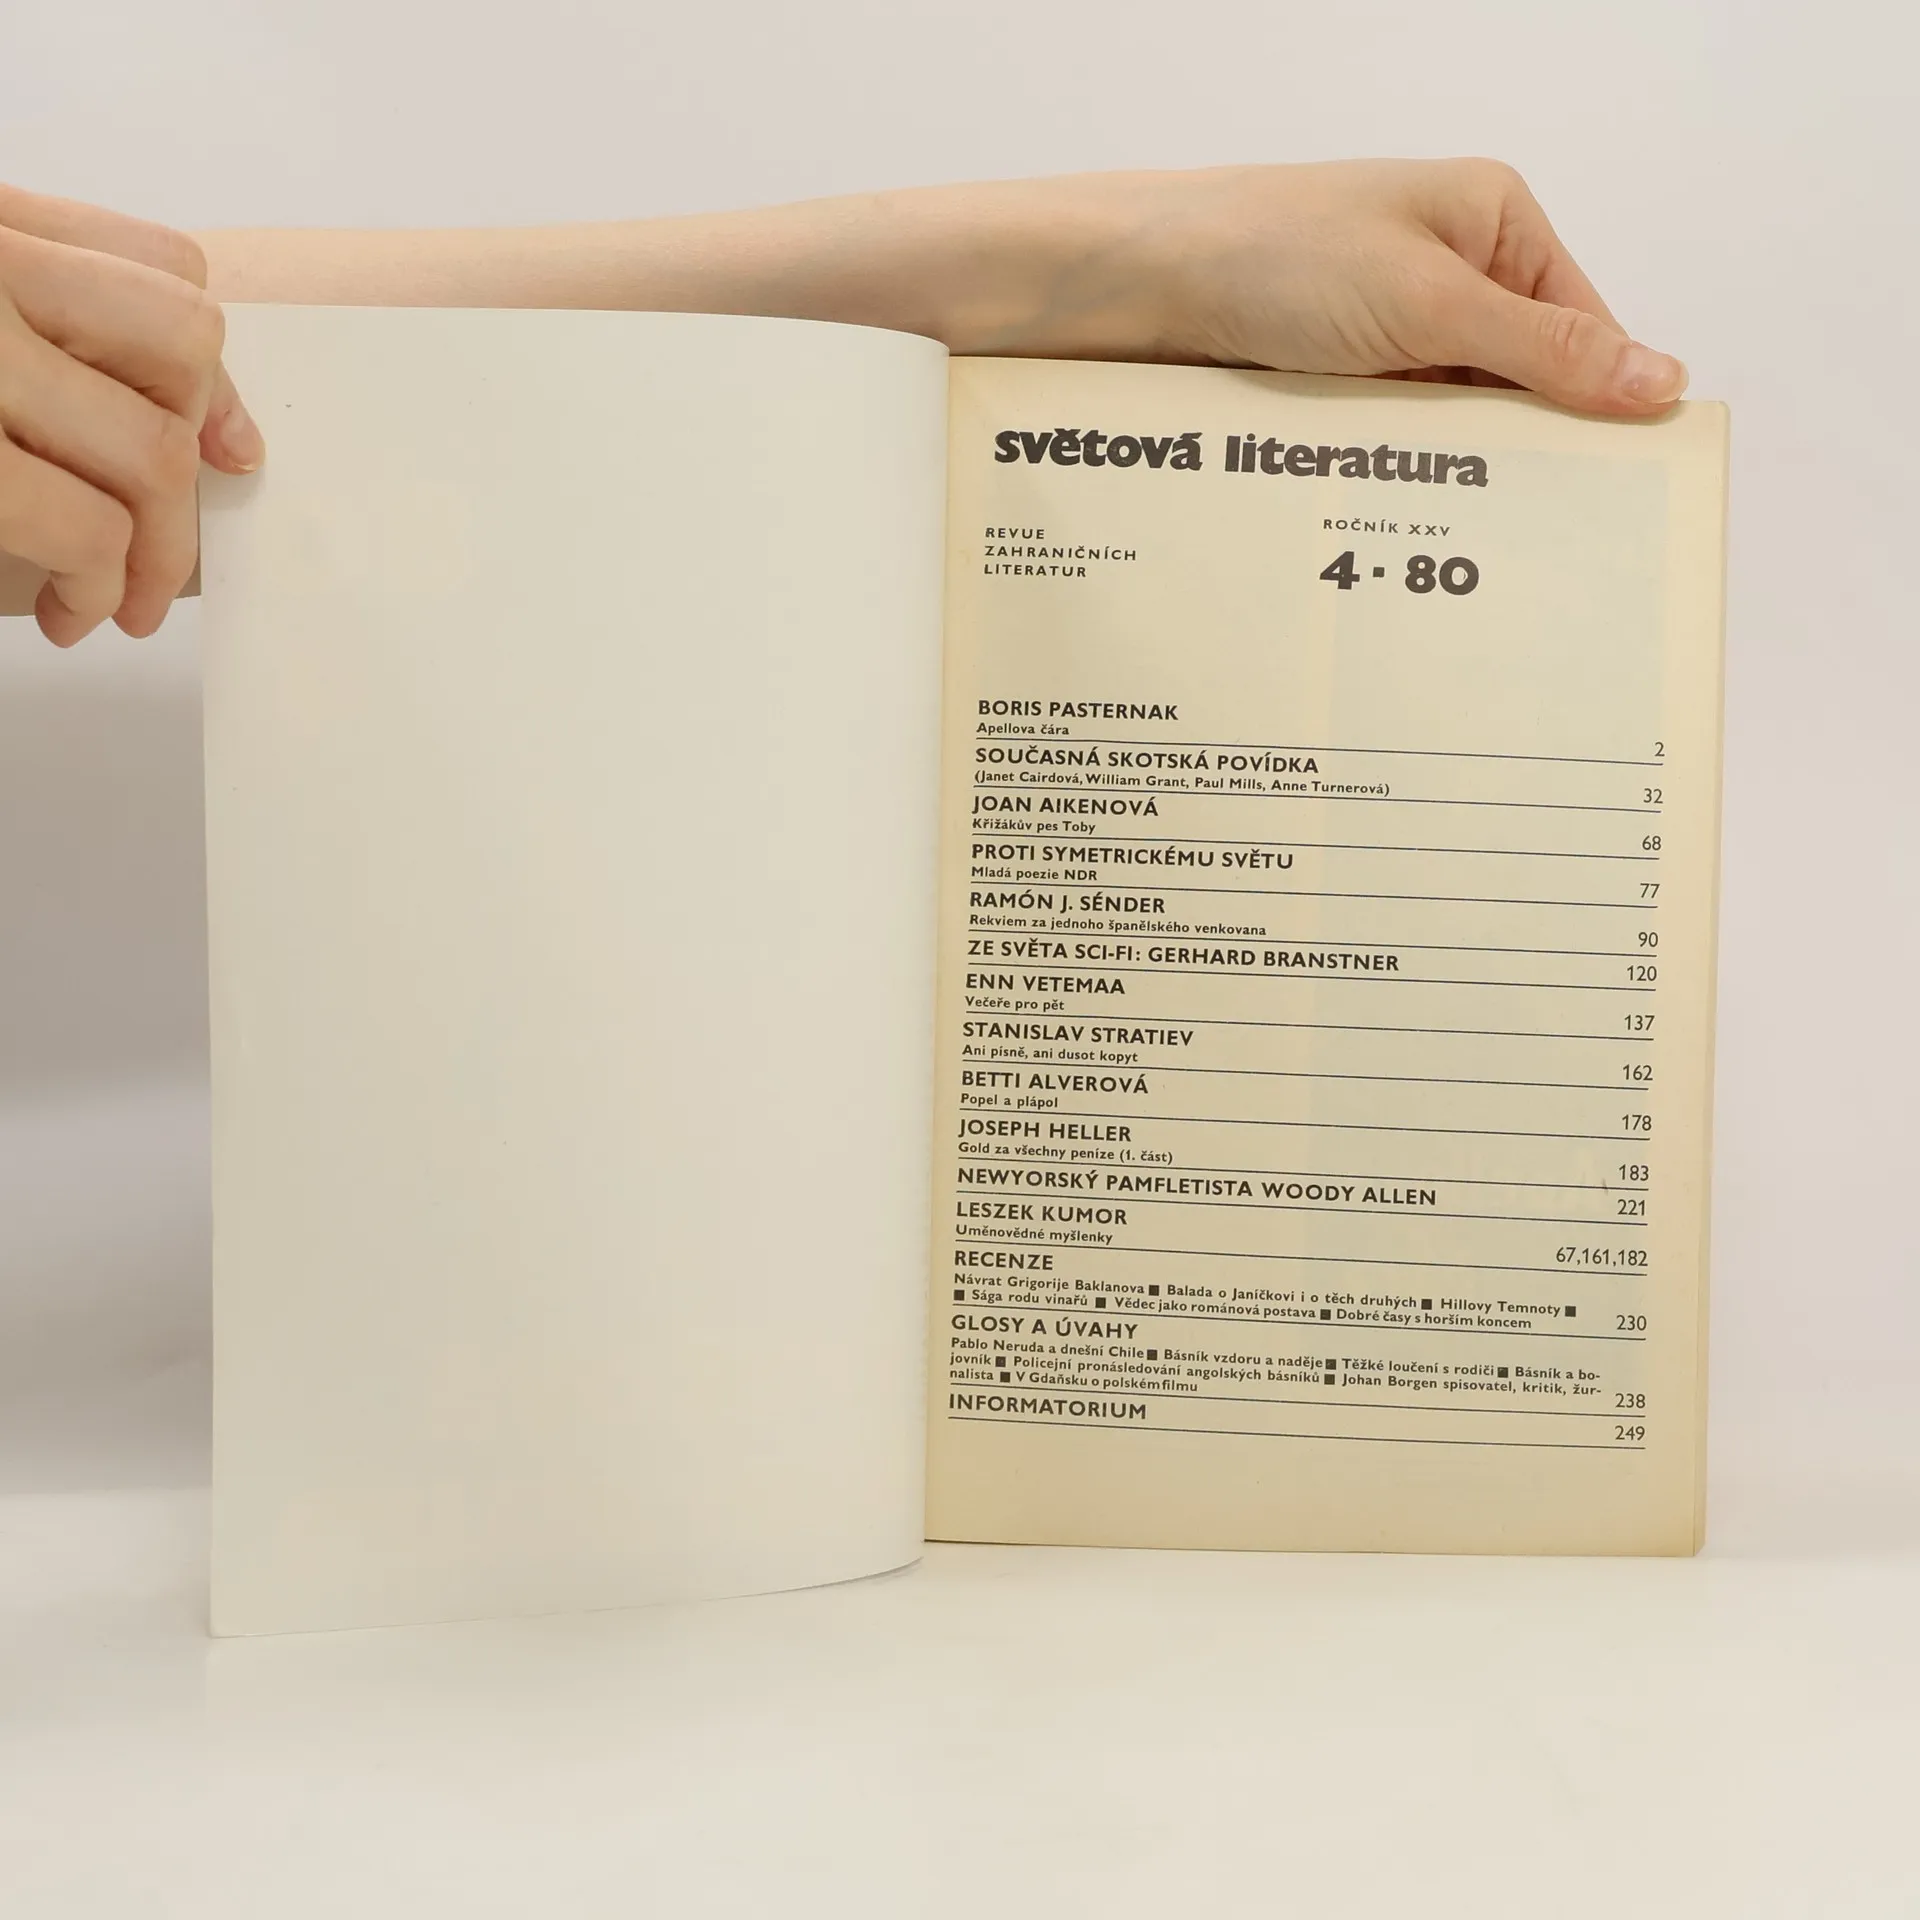 světová literatura
REVUE
ZAHRANIČNÍCH
LITERATUR
ROČNÍK XXV
4 ▪ 80
BORIS PASTERNAK
Apellova čára 2
SOUČASNÁ SKOTSKÁ POVÍDKA
(Janet Cairdová, William Grant, Paul Mills, Anne Turnerová) 32
JOAN AIKENOVÁ
Křižákův pes Toby 68
PROTI SYMETRICKÉMU SVĚTU
Mladá poezie NDR 77
RAMÓN J. SÉNDER
Rekviem za jednoho španělského venkovana 90
ZE SVĚTA SCI-FI: GERHARD BRANSTNER 120
ENN VETEMAA
Večeře pro pět 137
STANISLAV STRATIEV
Ani písně, ani dusot kopyt 162
BETTI ALVEROVÁ
Popel a plápol 178
JOSEPH HELLER
Gold za všechny peníze (1. část) 183
NEWYORSKÝ PAMFLETISTA WOODY ALLEN 221
LESZEK KUMOR
Uměnovědné myšlenky 67,161,182
RECENZE
Návrat Grigorije Baklanova ■ Balada o Janíčkovi i o těch druhých ■ Hillovy Temnoty ■
■ Sága rodu vinařů ■ Vědec jako románová postava ■ Dobré časy s horším koncem 230
GLOSY A ÚVAHY
Pablo Neruda a dnešní Chile ■ Básník vzdoru a naděje ■ Těžké loučení s rodiči ■ Básník a bo-
jovník ■ Policejní pronásledování angolských básníků ■ Johan Borgen spisovatel, kritik, žur-
nalista ■ V Gdaňsku o polském filmu 238
INFORMATORIUM 249